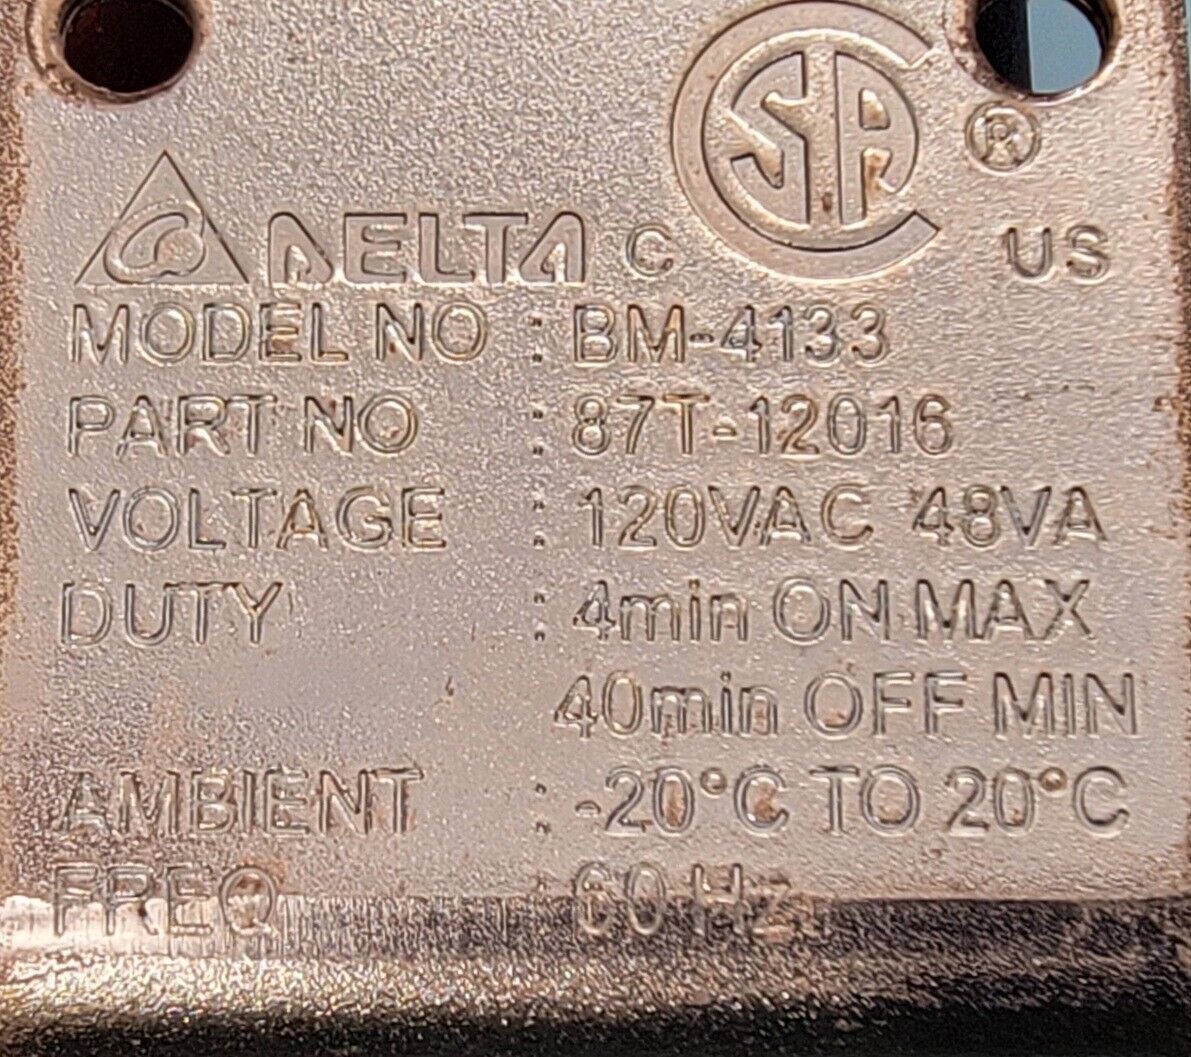 DELTA C CSA ® US
MODEL NO : BM-4133
PART NO : 87T-12016
VOLTAGE : 120VAC 48VA
DUTY : 4min ON MAX
40min OFF MIN
AMBIENT : -20°C TO 20°C
FREQ : 60 Hz